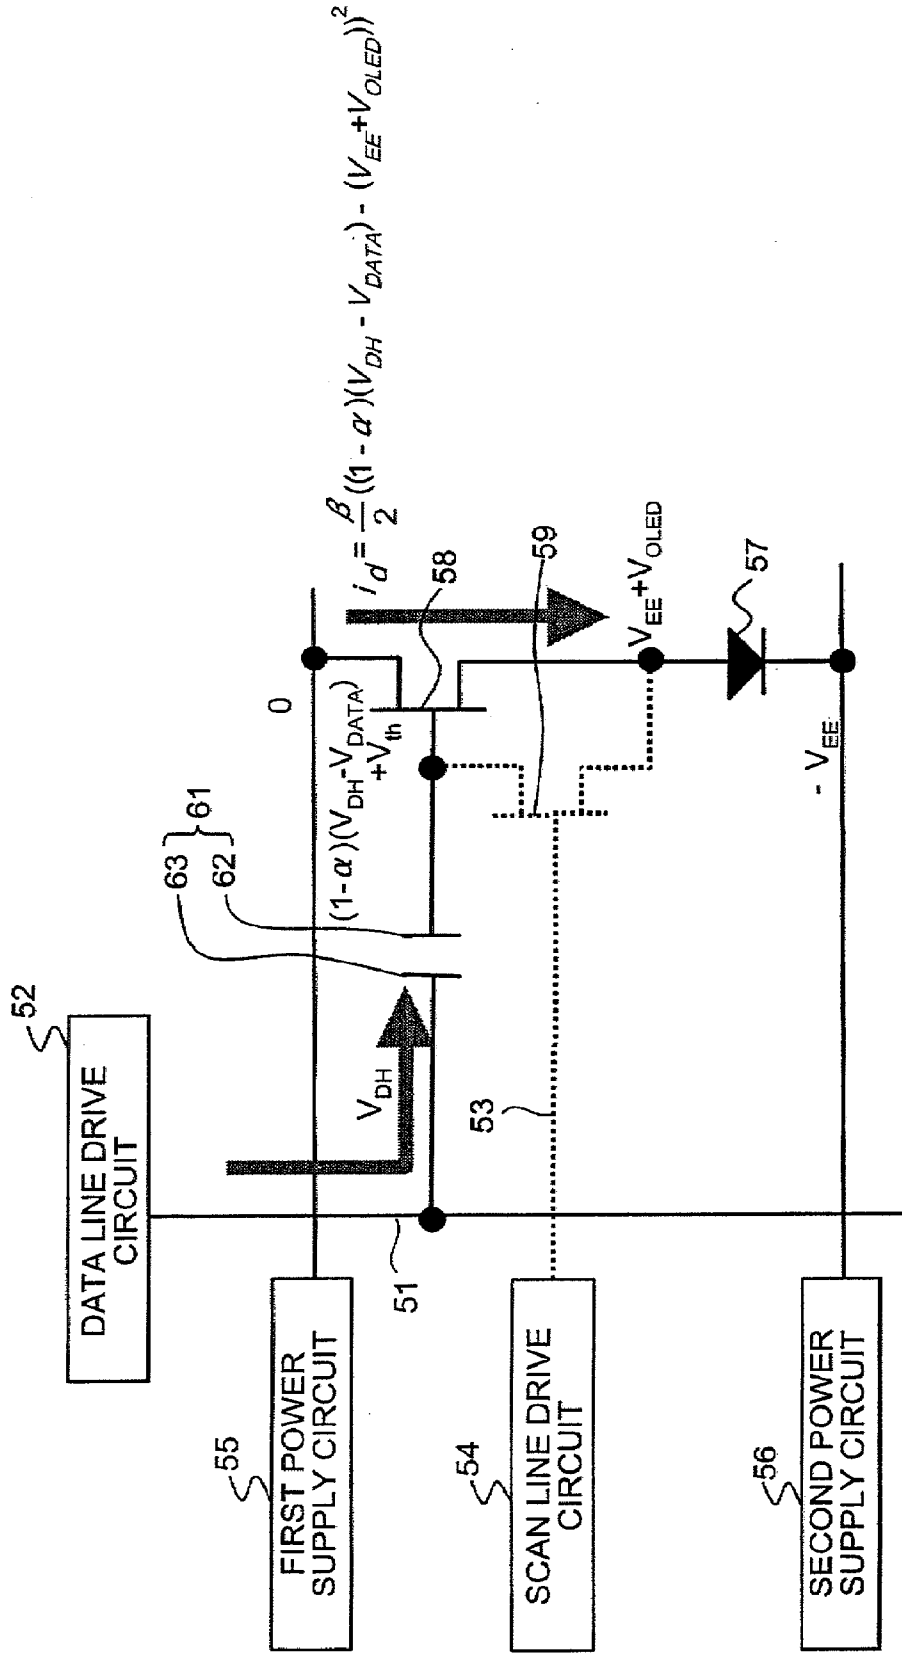 52
DATA LINE DRIVE
CIRCUIT
55
FIRST POWER
SUPPLY CIRCUIT
54
SCAN LINE DRIVE
CIRCUIT
56
SECOND POWER
SUPPLY CIRCUIT
51
53
V_DH
63
62
61
(1-α)(V_DH-V_DATA)
+V_th
0
i_d = β/2 ((1 - α)(V_DH - V_DATA) - (V_EE+V_OLED))²
58
59
V_EE+V_OLED
57
- V_EE